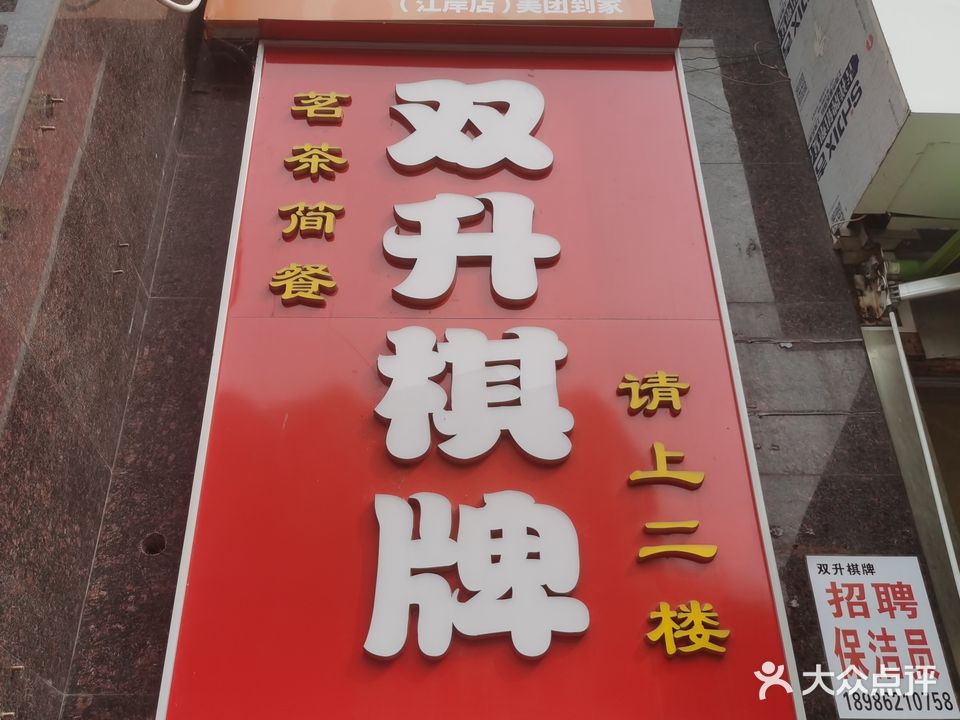 （江岸店）美团到家
茗茶简餐
双升棋牌
请上二楼
双升棋牌
招聘
保洁员
18986210758
大众点评